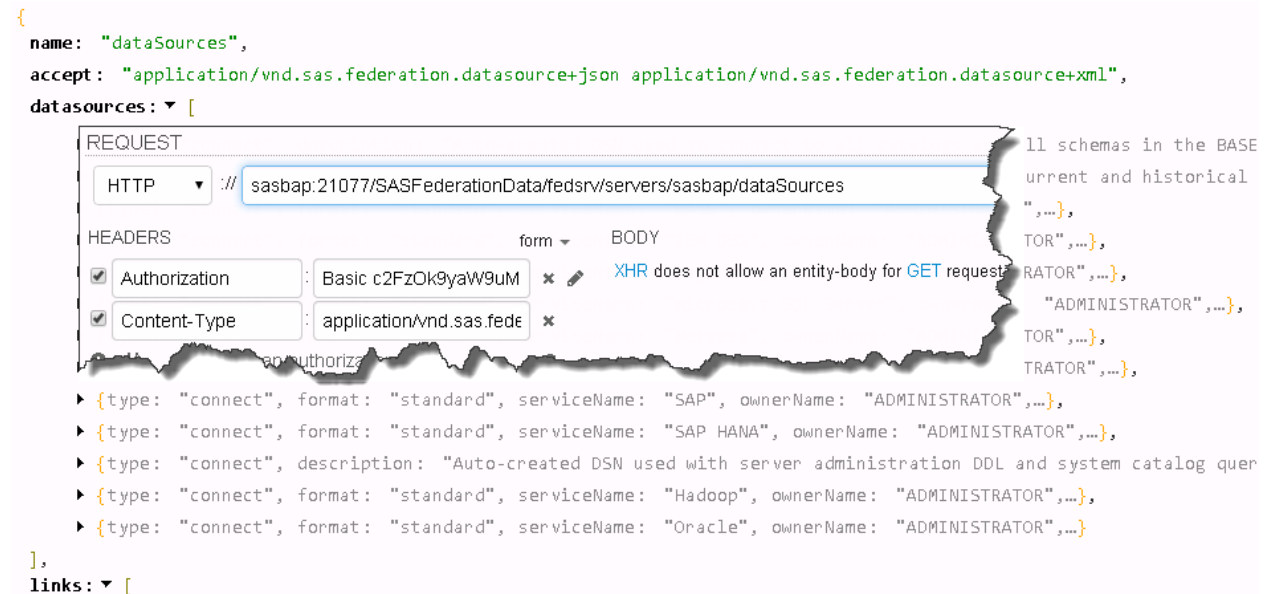 {
name: "dataSources",
accept: "application/vnd.sas.federation.datasource+json application/vnd.sas.federation.datasource+xml",
datasources: ▼ [
REQUEST
ll schemas in the BASE
HTTP ▼ :// sasbap:21077/SASFederationData/fedsrv/servers/sasbap/dataSources
urrent and historical
",…},
HEADERS form BODY
TOR",…},
Authorization : Basic c2FzOk9yaW9uM XHR does not allow an entity-body for GET request
RATOR",…},
"ADMINISTRATOR",…},
Content-Type : application/vnd.sas.fede
TOR",…},
TRATOR",…},
▶ {type: "connect", format: "standard", serviceName: "SAP", ownerName: "ADMINISTRATOR",…},
▶ {type: "connect", format: "standard", serviceName: "SAP HANA", ownerName: "ADMINISTRATOR",…},
▶ {type: "connect", description: "Auto-created DSN used with server administration DDL and system catalog quer
▶ {type: "connect", format: "standard", serviceName: "Hadoop", ownerName: "ADMINISTRATOR",…},
▶ {type: "connect", format: "standard", serviceName: "Oracle", ownerName: "ADMINISTRATOR",…}
],
links: ▼ [